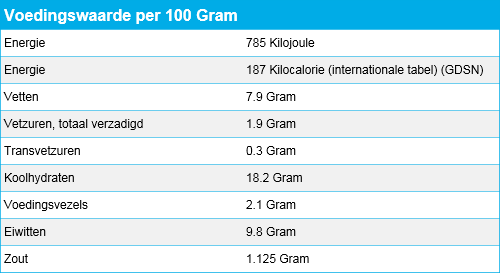 Voedingswaarde per 100 Gram
Energie 785 Kilojoule
Energie 187 Kilocalorie (internationale tabel) (GDSN)
Vetten 7.9 Gram
Vetzuren, totaal verzadigd 1.9 Gram
Transvetzuren 0.3 Gram
Koolhydraten 18.2 Gram
Voedingsvezels 2.1 Gram
Eiwitten 9.8 Gram
Zout 1.125 Gram